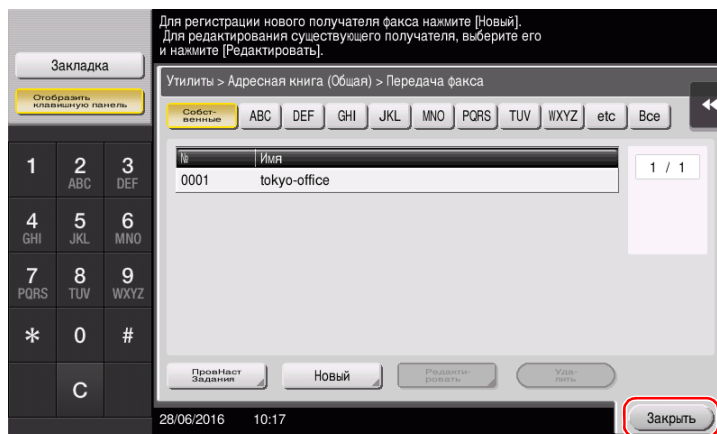 Для регистрации нового получателя факса нажмите [Новый].
Для редактирования существующего получателя, выберите его
и нажмите [Редактировать].
Закладка
Отобразить
клавишную панель
Утилиты > Адресная книга (Общая) > Передача факса
Собст-
венные
ABC
DEF
GHI
JKL
MNO
PQRS
TUV
WXYZ
etc
Все
№ Имя
0001 tokyo-office
1 / 1
1
2
ABC
3
DEF
4
GHI
5
JKL
6
MNO
7
PQRS
8
TUV
9
WXYZ
*
0
#
C
ПровНаст
Задания
Новый
Редакти-
ровать
Уда-
лить
28/06/2016 10:17
Закрыть